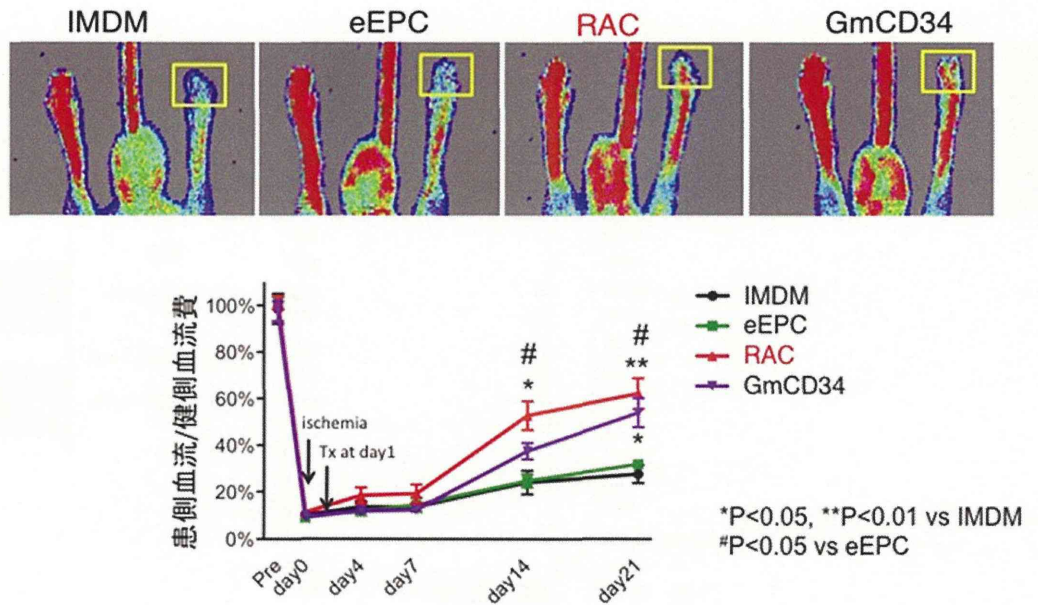 IMDM
eEPC
RAC
GmCD34
患側血流/健側血流費
100%
80%
60%
40%
20%
0%
ischemia
Tx at day1
#
*
#
**
*
Pre
day0
day4
day7
day14
day21
IMDM
eEPC
RAC
GmCD34
*P<0.05, **P<0.01 vs IMDM
#P<0.05 vs eEPC